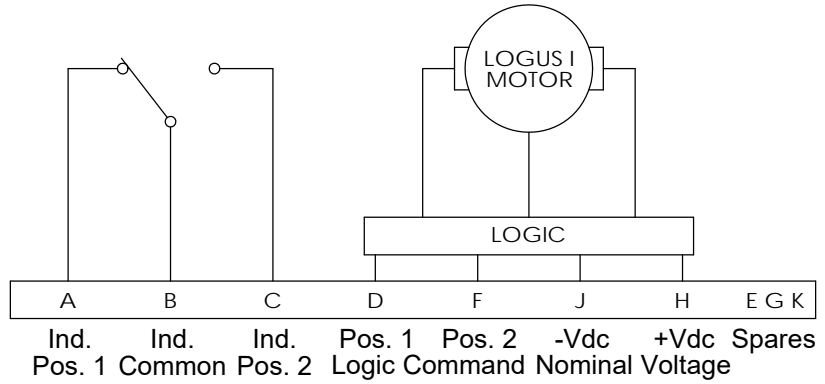 LOGUS I
MOTOR
LOGIC
A B C D F J H E G K
Ind. Ind. Ind. Pos. 1 Pos. 2 -Vdc +Vdc Spares
Pos. 1 Common Pos. 2 Logic Command Nominal Voltage